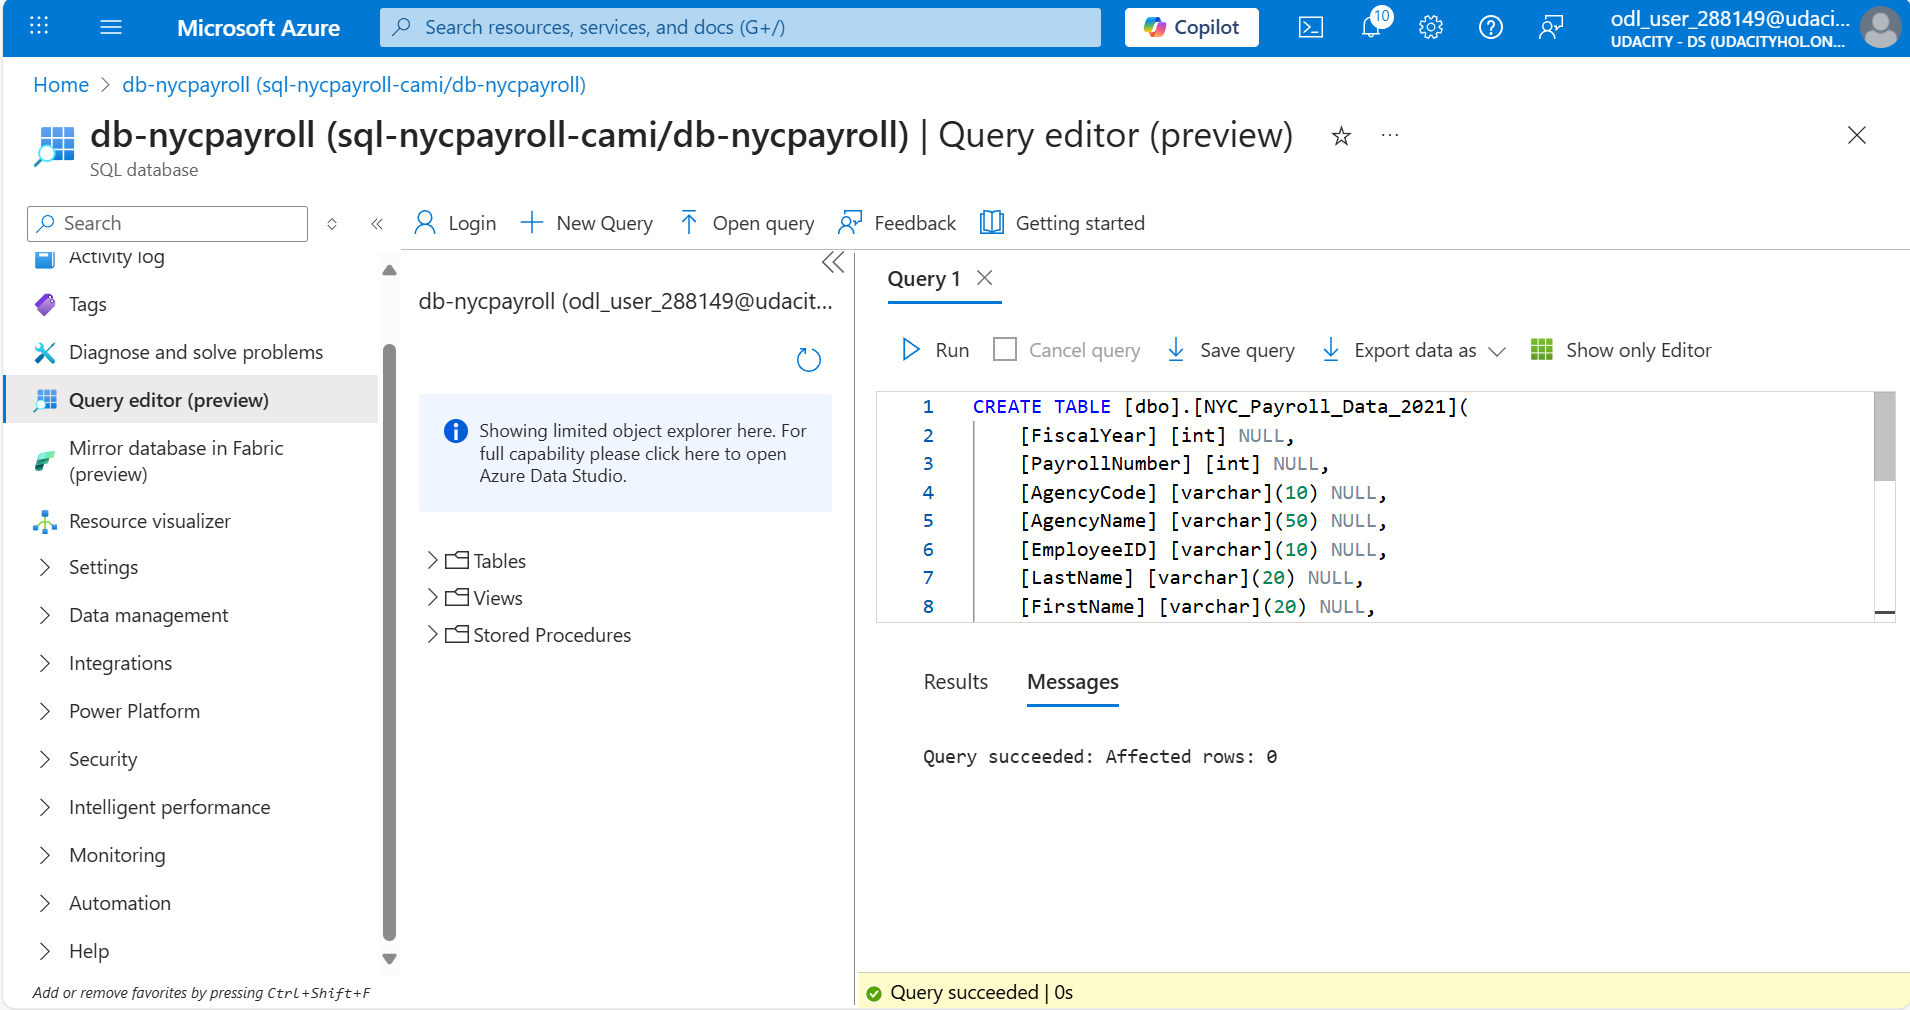 Microsoft Azure
Search resources, services, and docs (G+/)
Copilot
10
odl_user_288149@udaci...
UDACITY - DS (UDACITYHOL.ON...
Home > db-nycpayroll (sql-nycpayroll-cami/db-nycpayroll)
db-nycpayroll (sql-nycpayroll-cami/db-nycpayroll) | Query editor (preview)
SQL database
Search
Activity log
Tags
Diagnose and solve problems
Query editor (preview)
Mirror database in Fabric
(preview)
Resource visualizer
Settings
Data management
Integrations
Power Platform
Security
Intelligent performance
Monitoring
Automation
Help
Add or remove favorites by pressing Ctrl+Shift+F
Login
New Query
Open query
Feedback
Getting started
db-nycpayroll (odl_user_288149@udacit...
Showing limited object explorer here. For
full capability please click here to open
Azure Data Studio.
Tables
Views
Stored Procedures
Query 1
Run
Cancel query
Save query
Export data as
Show only Editor
1 CREATE TABLE [dbo].[NYC_Payroll_Data_2021](
2 [FiscalYear] [int] NULL,
3 [PayrollNumber] [int] NULL,
4 [AgencyCode] [varchar](10) NULL,
5 [AgencyName] [varchar](50) NULL,
6 [EmployeeID] [varchar](10) NULL,
7 [LastName] [varchar](20) NULL,
8 [FirstName] [varchar](20) NULL,
Results
Messages
Query succeeded: Affected rows: 0
Query succeeded | 0s